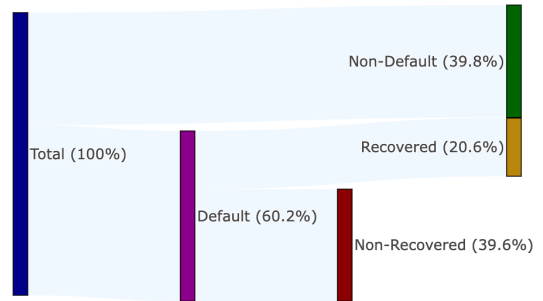 Non-Default (39.8%)
Total (100%)
Recovered (20.6%)
Default (60.2%)
Non-Recovered (39.6%)